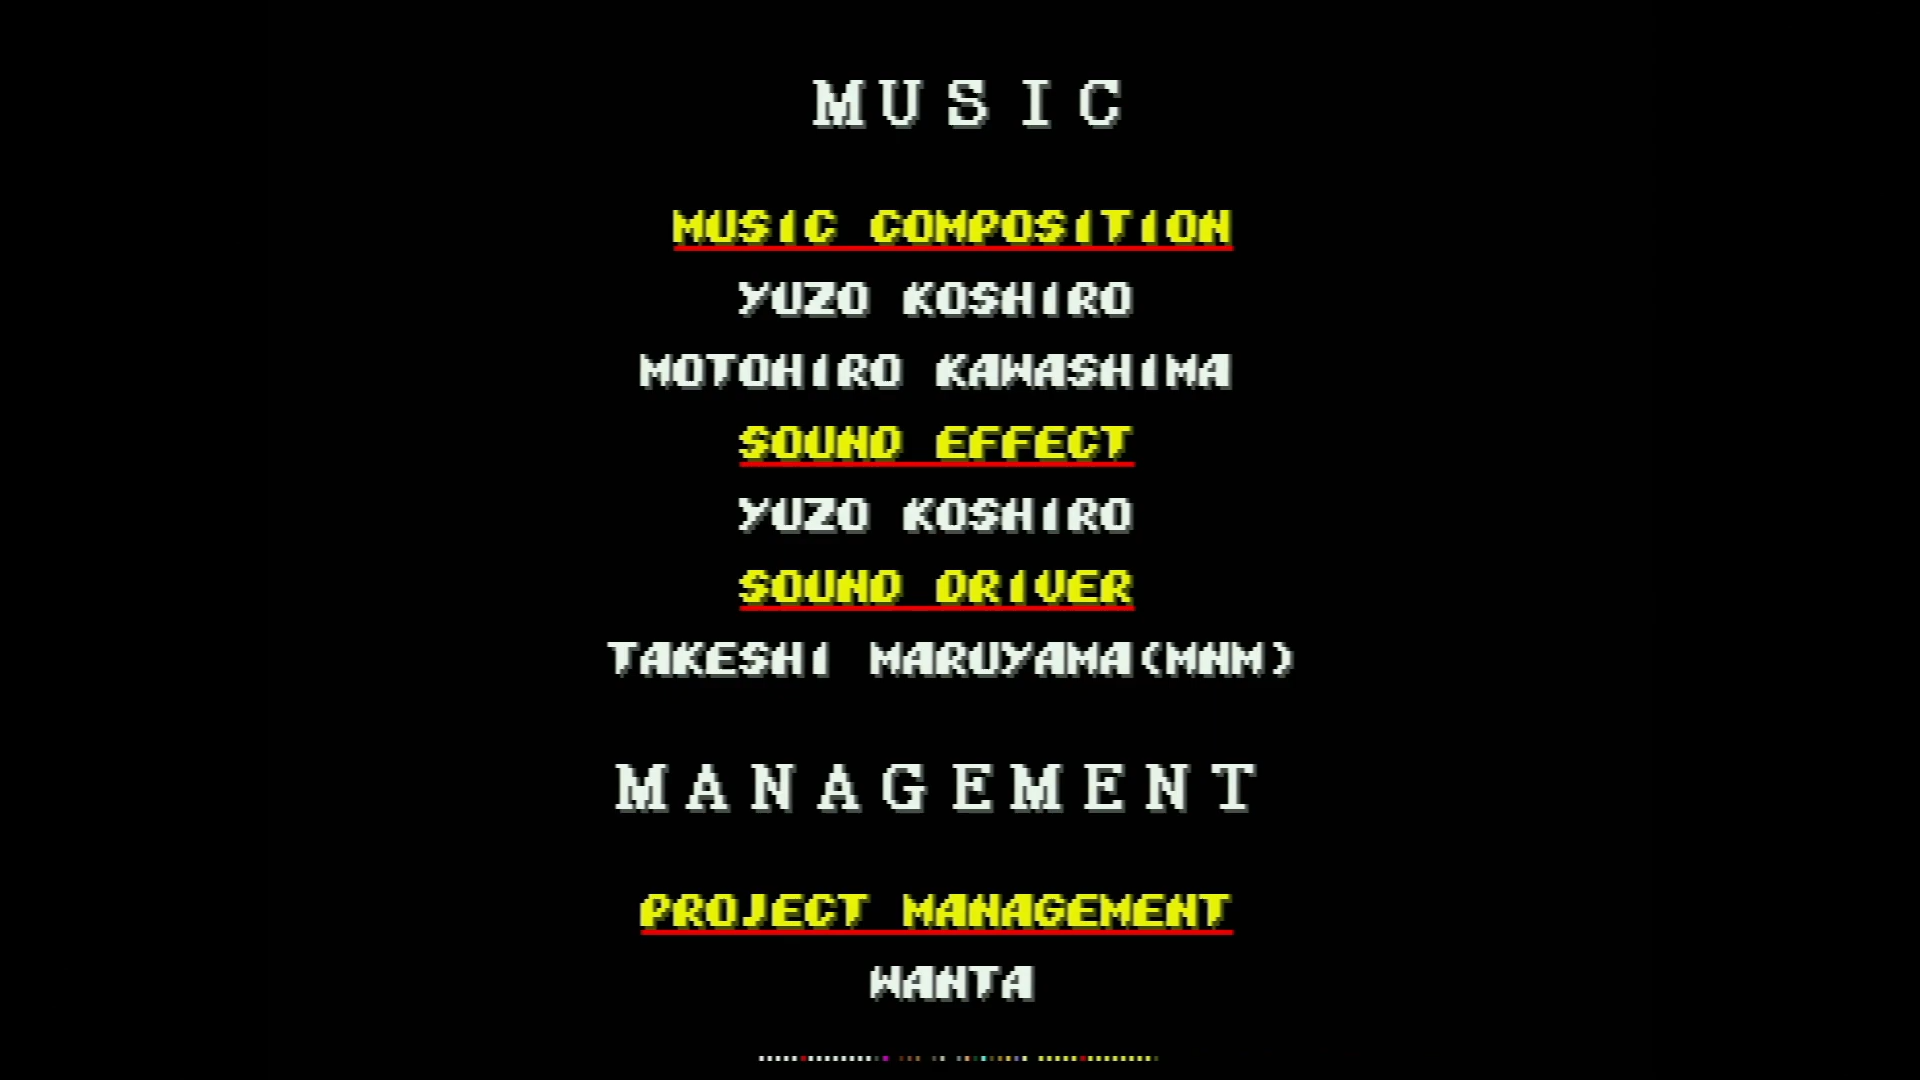 MUSIC
MUSIC COMPOSITION
YUZO KOSHIRO
MOTOHIRO KAWASHIMA
SOUND EFFECT
YUZO KOSHIRO
SOUND DRIVER
TAKESHI MARUYAMA(MNM)
MANAGEMENT
PROJECT MANAGEMENT
WANTA